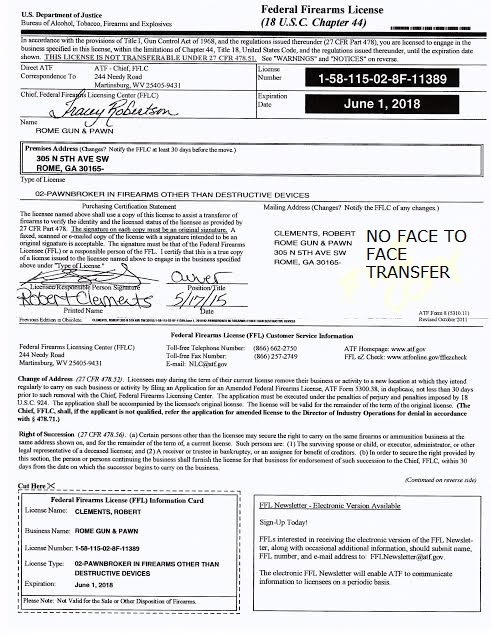 U.S. Department of Justice
Bureau of Alcohol, Tobacco, Firearms and Explosives
Federal Firearms License
(18 U.S.C. Chapter 44)
In accordance with the provisions of Title I, Gun Control Act of 1968, and the regulations issued thereunder (27 CFR Part 478), you are licensed to engage in the
business specified in this license, within the limitations of Chapter 44, Title 18, United States Code, and the regulations issued thereunder, until the expiration date
shown. THIS LICENSE IS NOT TRANSFERABLE UNDER 27 CFR 478.51. See "WARNINGS" and "NOTICES" on reverse.
Direct ATF
Correspondence To
ATF - Chief, FFLC
244 Needy Road
Martinsburg, WV 25405-9431
License
Number
1-58-115-02-8F-11389
Chief, Federal Firearms Licensing Center (FFLC)
Tracey Robertson
Expiration
Date
June 1, 2018
Name
ROME GUN & PAWN
Premises Address (Changes? Notify the FFLC at least 30 days before the move.)
305 N 5TH AVE SW
ROME, GA 30165-
Type of License
02-PAWNBROKER IN FIREARMS OTHER THAN DESTRUCTIVE DEVICES
Purchasing Certification Statement
The licensee named above shall use a copy of this license to assist a transferor of
firearms to verify the identity and the licensed status of the licensee as provided by
27 CFR Part 478. The signature on each copy must be an original signature. A
faxed, scanned or e-mailed copy of the license with a signature intended to be an
original signature is acceptable. The signature must be that of the Federal Firearms
Licensee (FFL) or a responsible person of the FFL. I certify that this is a true copy
of a license issued to the licensee named above to engage in the business specified
above under "Type of License."
Owner
Licensee/Responsible Person Signature
Position/Title
Robert Clements
5/17/15
Printed Name
Date
Mailing Address (Changes? Notify the FFLC of any changes.)
CLEMENTS, ROBERT
ROME GUN & PAWN
305 N 5TH AVE SW
ROME, GA 30165-
NO FACE TO
FACE
TRANSFER
Previous Edition is Obsolete
ATF Form 8 (5310.11)
Revised October 2011
Federal Firearms License (FFL) Customer Service Information
Federal Firearms Licensing Center (FFLC)
244 Needy Road
Martinsburg, WV 25405-9431
Toll-free Telephone Number: (866) 662-2750
Toll-free Fax Number: (866) 257-2749
E-mail: NLC@atf.gov
ATF Homepage: www.atf.gov
FFL eZ Check: www.atfonline.gov/fflezcheck
Change of Address (27 CFR 478.52). Licensees may during the term of their current license remove their business or activity to a new location at which they intend
regularly to carry on such business or activity by filing an Application for an Amended Federal Firearms License, ATF Form 5300.38, in duplicate, not less than 30 days
prior to such removal with the Chief, Federal Firearms Licensing Center. The application must be executed under the penalties of perjury and penalties imposed by 18
U.S.C. 924. The application shall be accompanied by the licensee's original license. The license will be valid for the remainder of the term of the original license. (The
Chief, FFLC, shall, if the applicant is not qualified, refer the application for amended license to the Director of Industry Operations for denial in accordance
with § 478.71.)
Right of Succession (27 CFR 478.56). (a) Certain persons other than the licensee may secure the right to carry on the same firearms or ammunition business at the
same address shown on, and for the remainder of the term of, a current license. Such persons are: (1) The surviving spouse or child, or executor, administrator, or other
legal representative of a deceased licensee; and (2) A receiver or trustee in bankruptcy, or an assignee for benefit of creditors. (b) In order to secure the right provided by
this section, the person or persons continuing the business shall furnish the license for that business for endorsement of such succession to the Chief, FFLC, within 30
days from the date on which the successor begins to carry on the business.
(Continued on reverse side)
Cut Here
Federal Firearms License (FFL) Information Card
License Name: CLEMENTS, ROBERT
Business Name: ROME GUN & PAWN
License Number: 1-58-115-02-8F-11389
License Type: 02-PAWNBROKER IN FIREARMS OTHER THAN
DESTRUCTIVE DEVICES
Expiration: June 1, 2018
Please Note: Not Valid for the Sale or Other Disposition of Firearms.
FFL Newsletter - Electronic Version Available
Sign-Up Today!
FFLs interested in receiving the electronic version of the FFL Newsletter,
along with occasional additional information, should submit name,
FFL number, and e-mail address to: FFLNewsletter@atf.gov.
The electronic FFL Newsletter will enable ATF to communicate
information to licensees on a periodic basis.